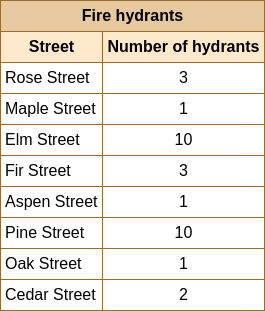 Fire hydrants
Street Number of hydrants
Rose Street 3
Maple Street 1
Elm Street 10
Fir Street 3
Aspen Street 1
Pine Street 10
Oak Street 1
Cedar Street 2